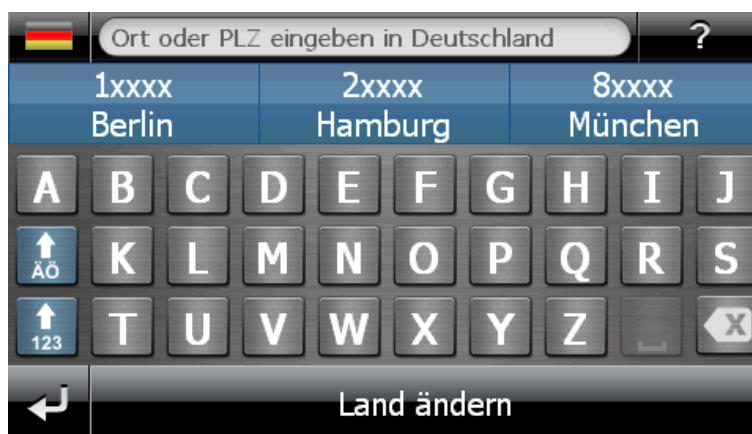 Ort oder PLZ eingeben in Deutschland ?
1xxxx 2xxxx 8xxxx
Berlin Hamburg München
A B C D E F G H I J
ÄÖ K L M N O P Q R S
123 T U V W X Y Z X
Land ändern